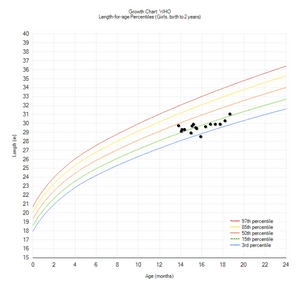 Growth Chart: WHO
Length-for-age Percentiles (Girls, birth to 2 years)
40
39
38
37
36
35
34
33
32
31
30
29
28
27
26
25
24
23
22
21
20
19
18
17
16
15
Length (in)
0 2 4 6 8 10 12 14 16 18 20 22 24
Age (months)
97th percentile
85th percentile
50th percentile
15th percentile
3rd percentile